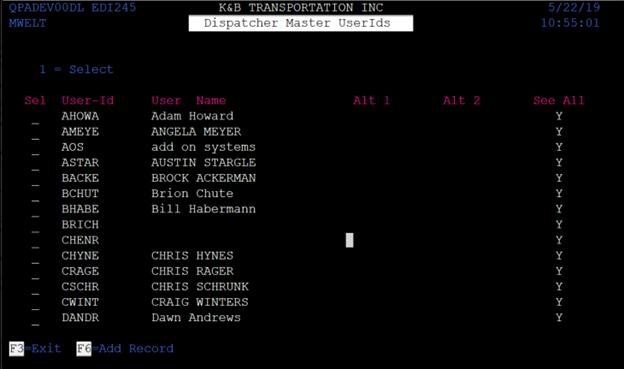 QPADEV00DL EDI245 K&B TRANSPORTATION INC 5/22/19
MWELT Dispatcher Master UserIds 10:55:01
1 = Select
Sel User-Id User Name Alt 1 Alt 2 See All
_ AHOWA Adam Howard Y
_ AMEYE ANGELA MEYER Y
_ AOS add on systems Y
_ ASTAR AUSTIN STARGLE Y
_ BACKE BROCK ACKERMAN Y
_ BCHUT Brion Chute Y
_ BHABE Bill Habermann Y
_ BRICH Y
_ CHENR Y
_ CHYNE CHRIS HYNES Y
_ CRAGE CHRIS RAGER Y
_ CSCHR CHRIS SCHRUNK Y
_ CWINT CRAIG WINTERS Y
_ DANDR Dawn Andrews Y
F3=Exit F6=Add Record